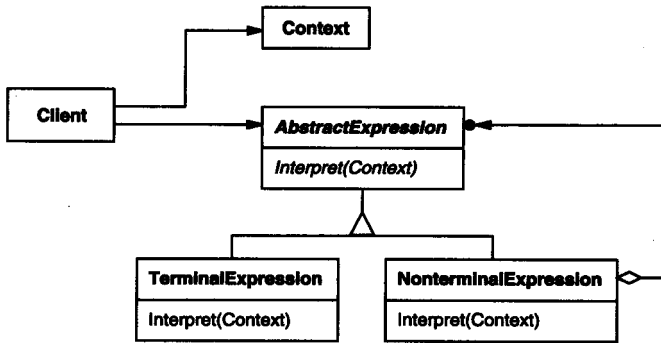 Context
Client
AbstractExpression
Interpret(Context)
TerminalExpression
Interpret(Context)
NonterminalExpression
Interpret(Context)